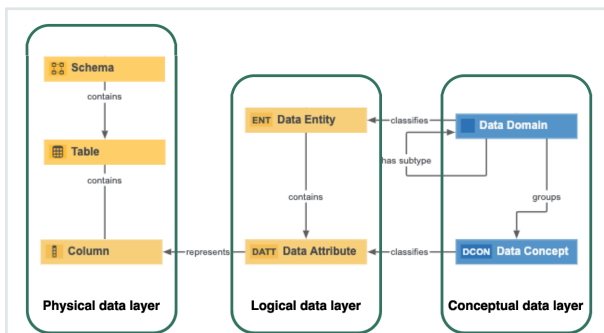 Schema
contains
Table
contains
Column
Physical data layer
represents
ENT Data Entity
contains
DATT Data Attribute
Logical data layer
classifies
classifies
Data Domain
has subtype
groups
DCON Data Concept
Conceptual data layer